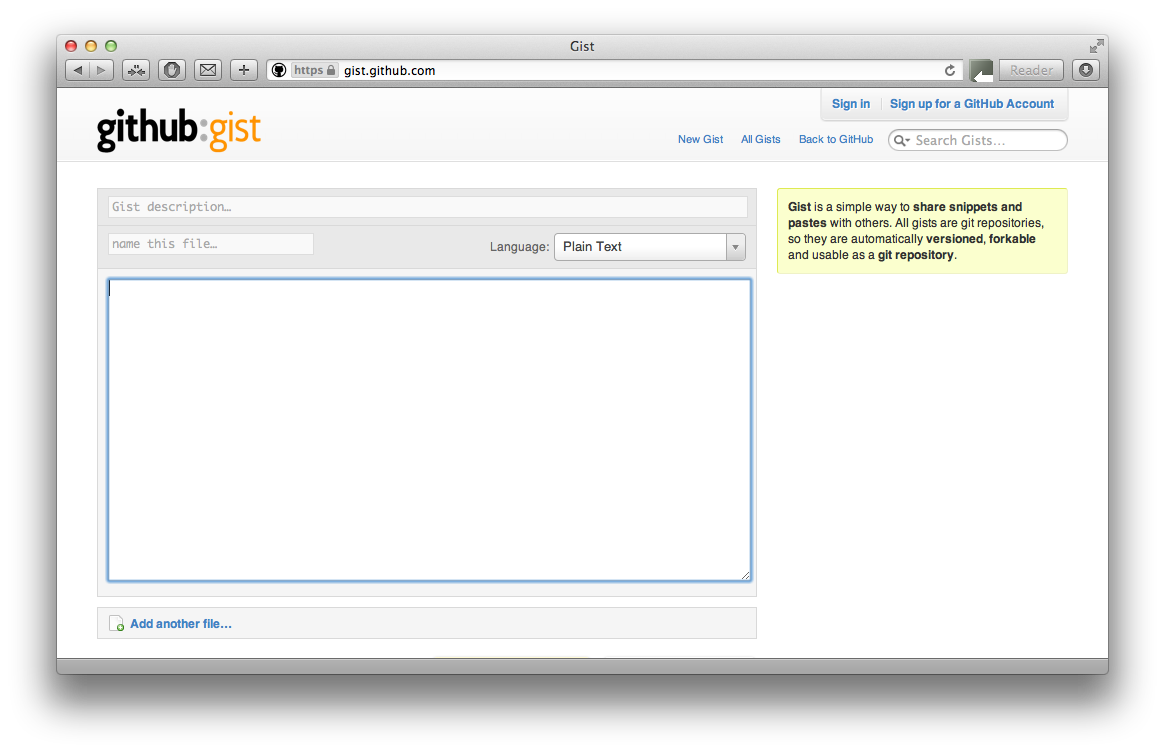 Gist
https gist.github.com
Reader
Sign in Sign up for a GitHub Account
github:gist
New Gist All Gists Back to GitHub Search Gists...
Gist description…
name this file… Language: Plain Text
Gist is a simple way to share snippets and
pastes with others. All gists are git repositories,
so they are automatically versioned, forkable
and usable as a git repository.
Add another file…